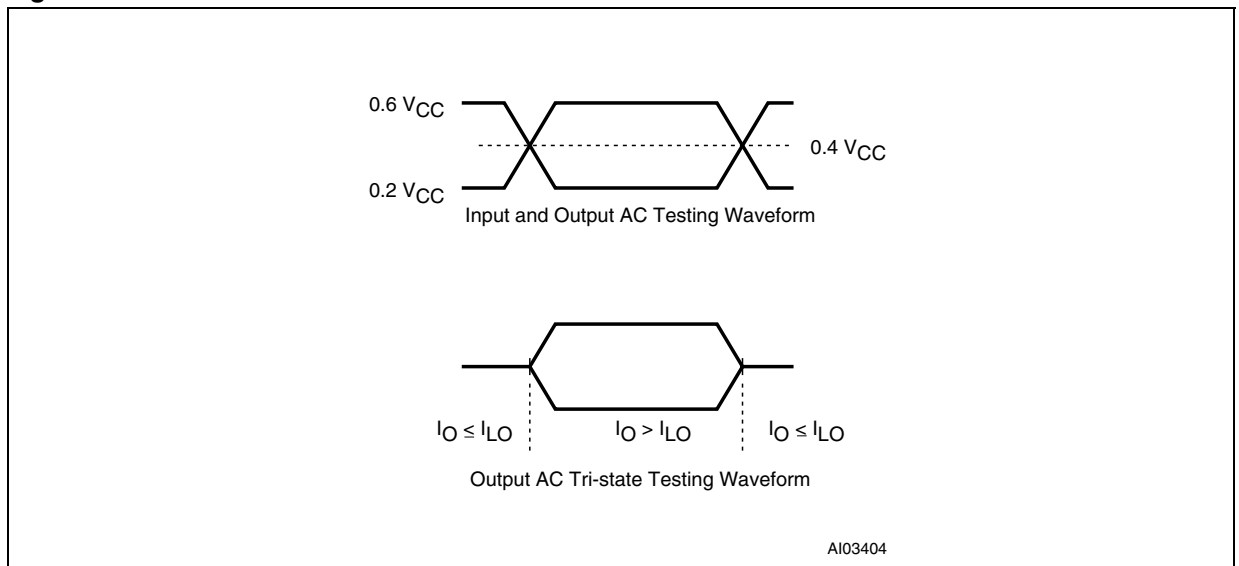 0.6 VCC
0.4 VCC
0.2 VCC
Input and Output AC Testing Waveform
IO ≤ ILO IO > ILO IO ≤ ILO
Output AC Tri-state Testing Waveform
AI03404